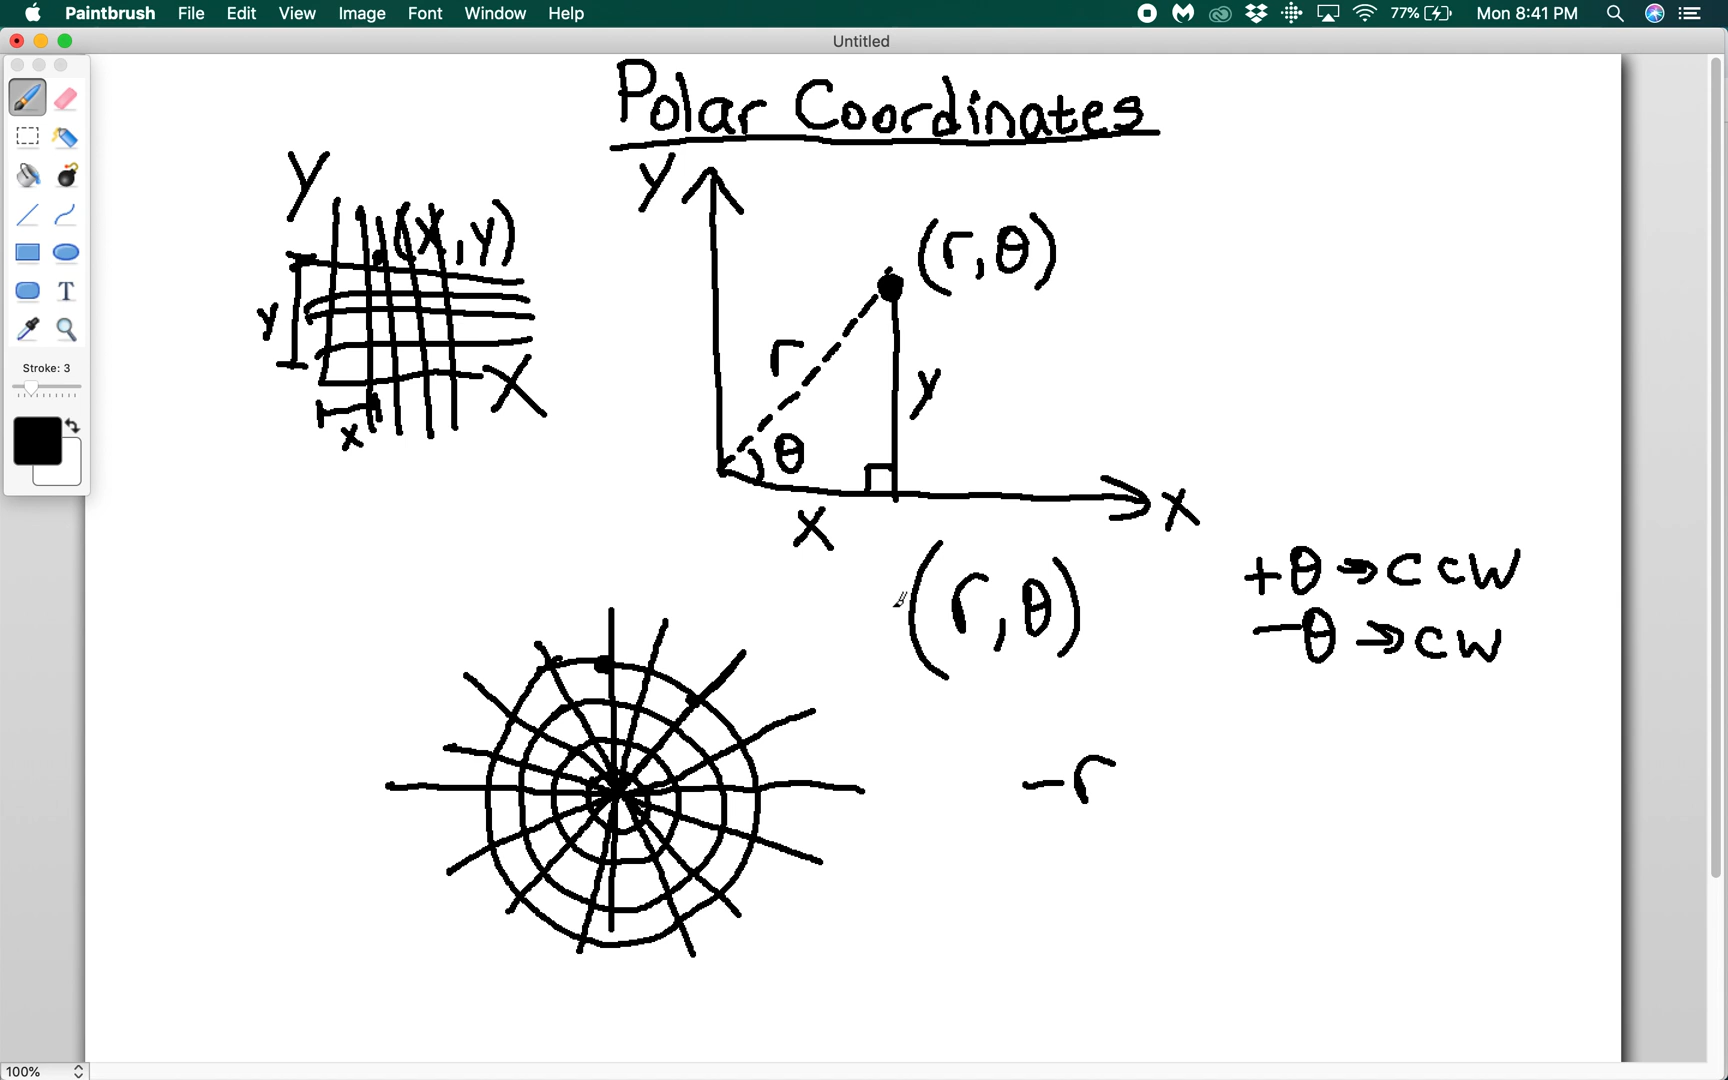 Paintbrush File Edit View Image Font Window Help 77% Mon 8:41 PM
Untitled
Polar Coordinates
Y
(x,y)
y
x
X
Y
(r,θ)
r
y
θ
x
X
(r,θ)
+θ→CCW
−θ→CW
−r
T
Stroke: 3
100%